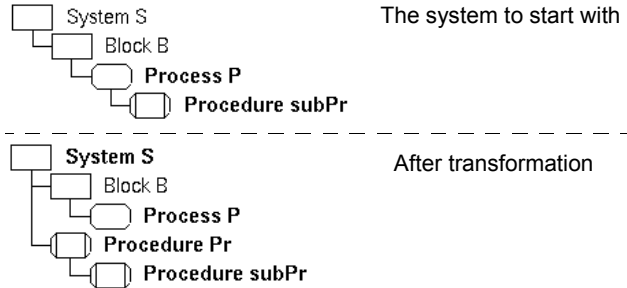 System S
The system to start with
Block B
Process P
Procedure subPr
System S
After transformation
Block B
Process P
Procedure Pr
Procedure subPr